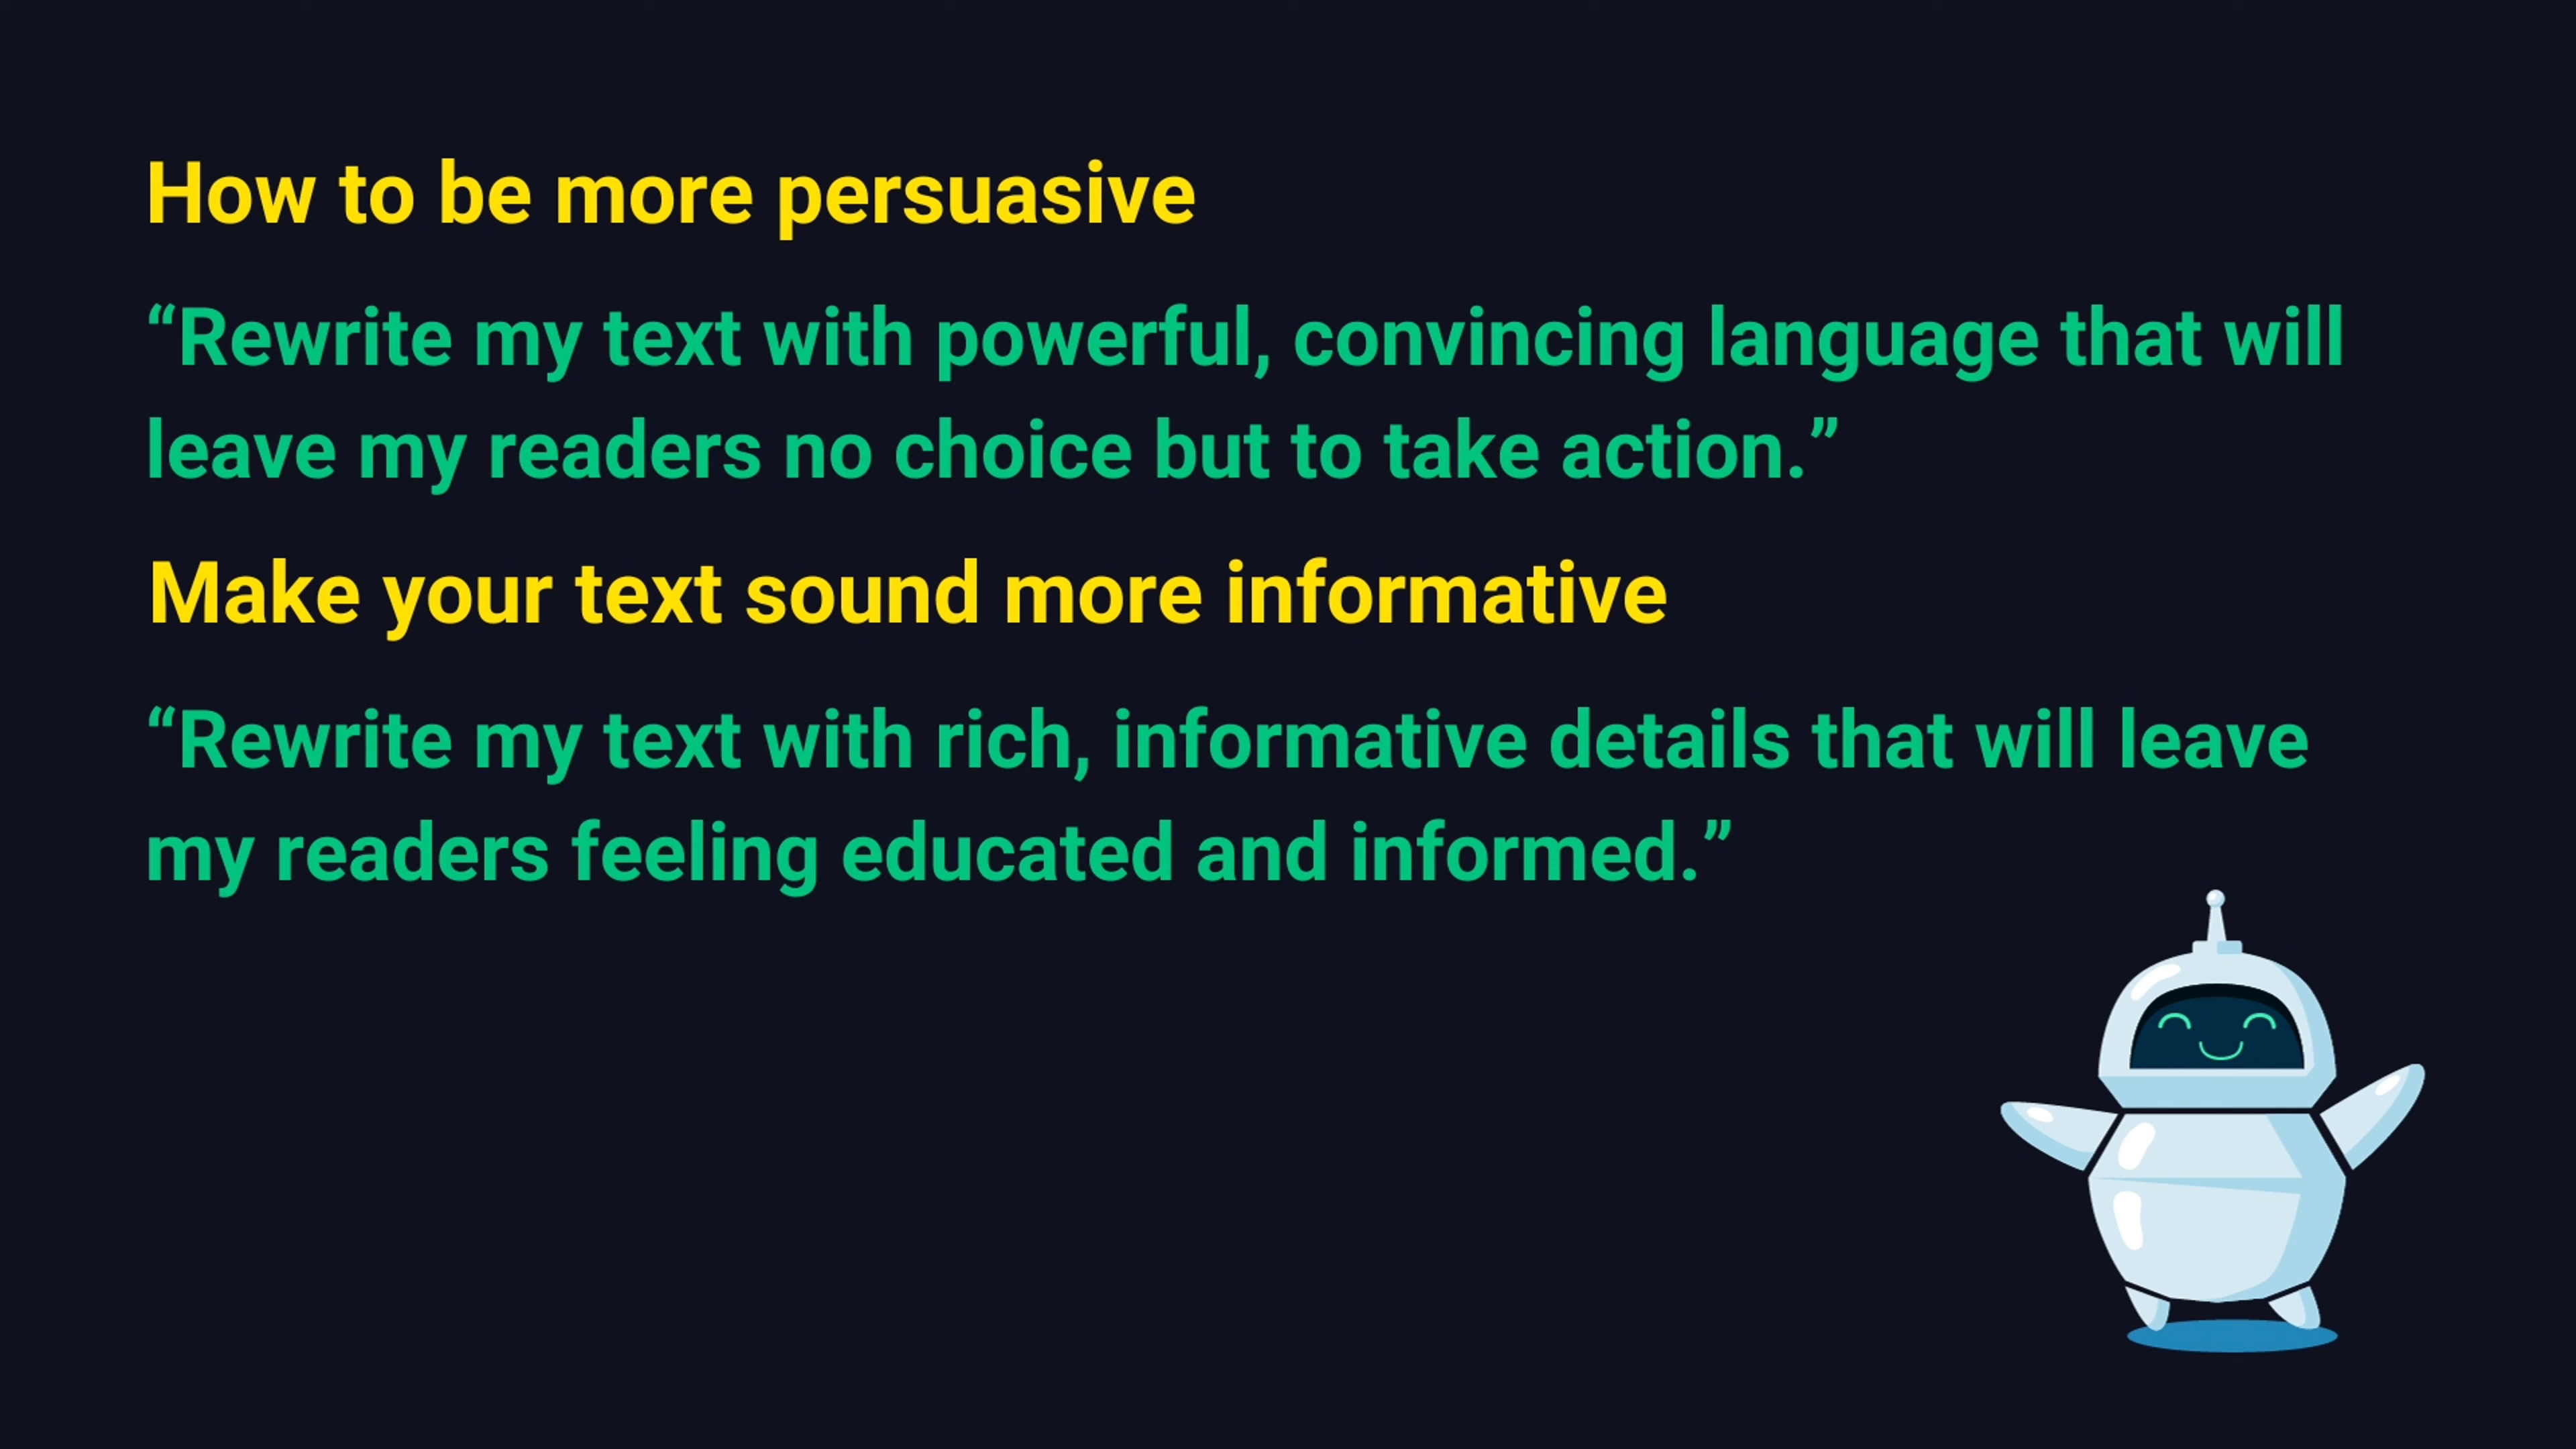 How to be more persuasive
“Rewrite my text with powerful, convincing language that will
leave my readers no choice but to take action.”
Make your text sound more informative
“Rewrite my text with rich, informative details that will leave
my readers feeling educated and informed.”